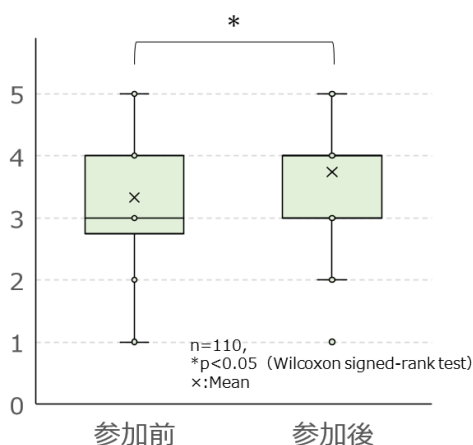 *
5
4
3
2
1
0
n=110,
*p<0.05（Wilcoxon signed-rank test）
×:Mean
参加前
参加後